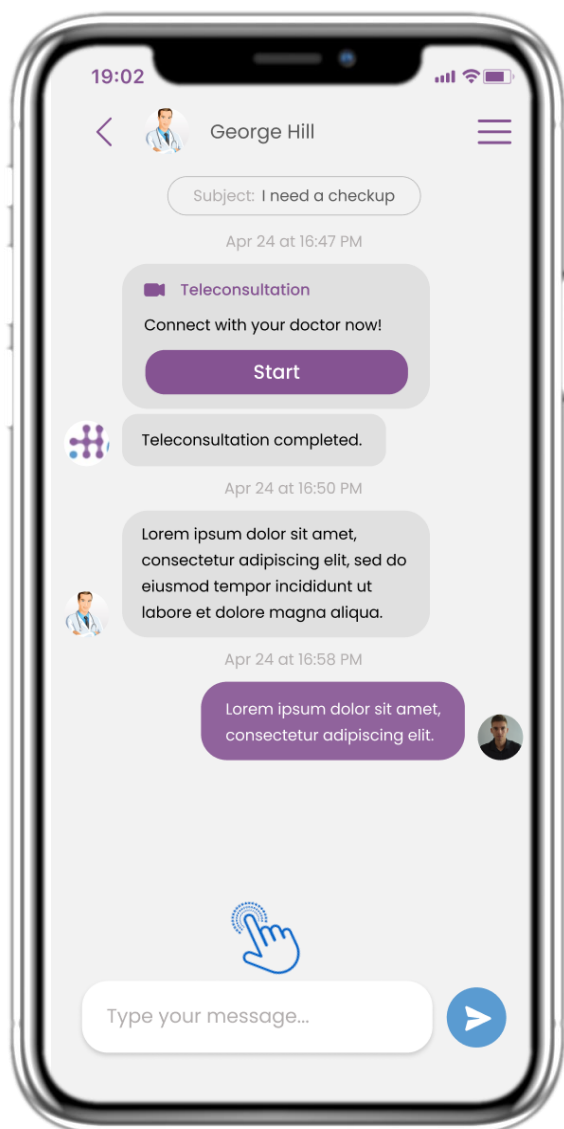 19:02
George Hill
Subject: I need a checkup
Apr 24 at 16:47 PM
Teleconsultation
Connect with your doctor now!
Start
Teleconsultation completed.
Apr 24 at 16:50 PM
Lorem ipsum dolor sit amet,
consectetur adipiscing elit, sed do
eiusmod tempor incididunt ut
labore et dolore magna aliqua.
Apr 24 at 16:58 PM
Lorem ipsum dolor sit amet,
consectetur adipiscing elit.
Type your message...